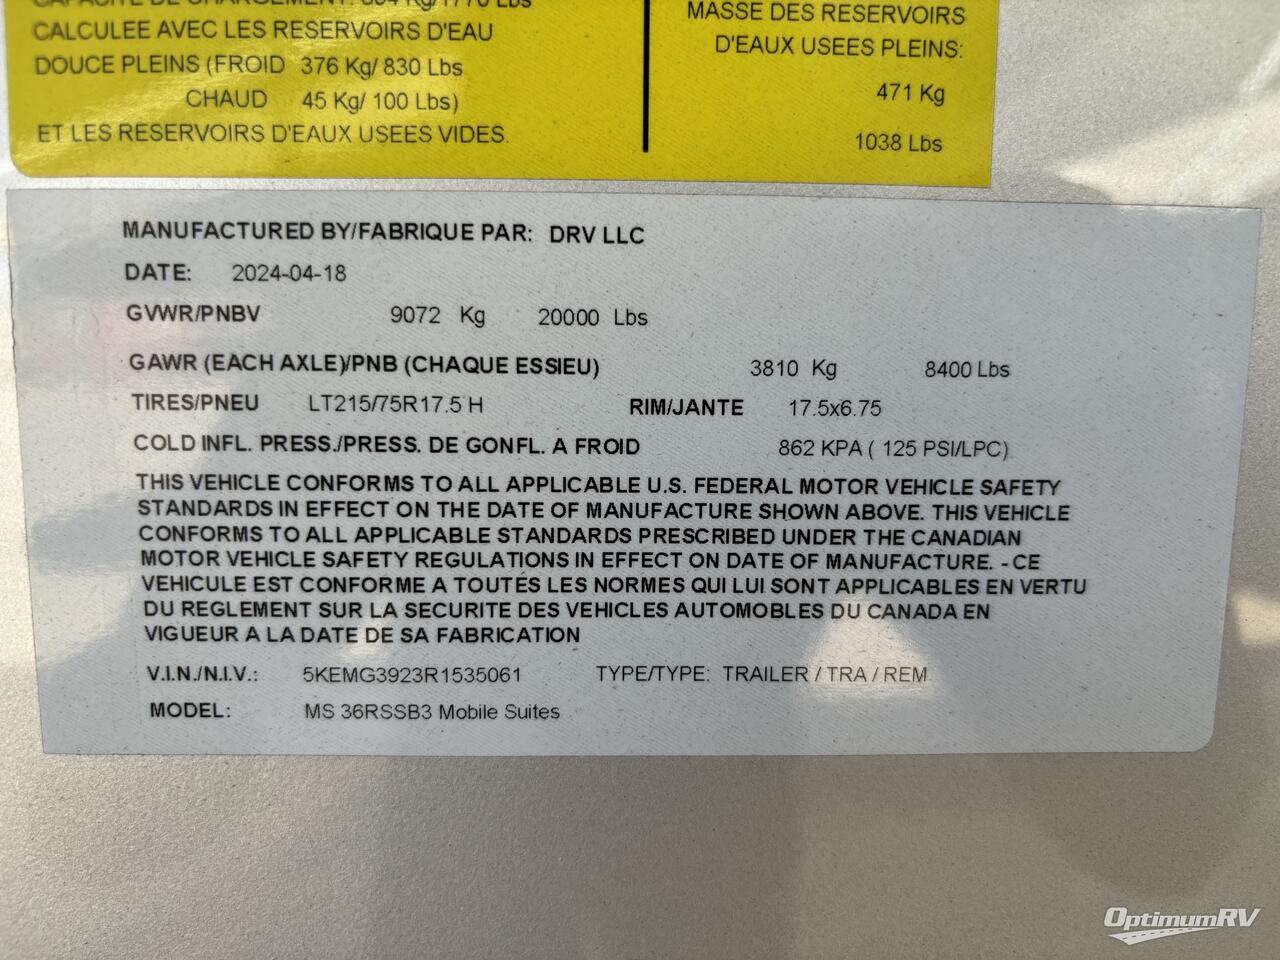 CAPACITE DE CHARGEMENT: 804 Kg/1770 Lbs
CALCULEE AVEC LES RESERVOIRS D'EAU
DOUCE PLEINS (FROID 376 Kg/ 830 Lbs
CHAUD 45 Kg/ 100 Lbs)
ET LES RESERVOIRS D'EAUX USEES VIDES.
MASSE DES RESERVOIRS
D'EAUX USEES PLEINS:
471 Kg
1038 Lbs
MANUFACTURED BY/FABRIQUE PAR: DRV LLC
DATE: 2024-04-18
GVWR/PNBV 9072 Kg 20000 Lbs
GAWR (EACH AXLE)/PNB (CHAQUE ESSIEU) 3810 Kg 8400 Lbs
TIRES/PNEU LT215/75R17.5 H RIM/JANTE 17.5x6.75
COLD INFL. PRESS./PRESS. DE GONFL. A FROID 862 KPA ( 125 PSI/LPC)
THIS VEHICLE CONFORMS TO ALL APPLICABLE U.S. FEDERAL MOTOR VEHICLE SAFETY
STANDARDS IN EFFECT ON THE DATE OF MANUFACTURE SHOWN ABOVE. THIS VEHICLE
CONFORMS TO ALL APPLICABLE STANDARDS PRESCRIBED UNDER THE CANADIAN
MOTOR VEHICLE SAFETY REGULATIONS IN EFFECT ON DATE OF MANUFACTURE. - CE
VEHICULE EST CONFORME A TOUTES LES NORMES QUI LUI SONT APPLICABLES EN VERTU
DU REGLEMENT SUR LA SECURITE DES VEHICLES AUTOMOBLES DU CANADA EN
VIGUEUR A LA DATE DE SA FABRICATION
V.I.N./N.I.V.: 5KEMG3923R1535061 TYPE/TYPE: TRAILER / TRA / REM
MODEL: MS 36RSSB3 Mobile Suites
OptimumRV